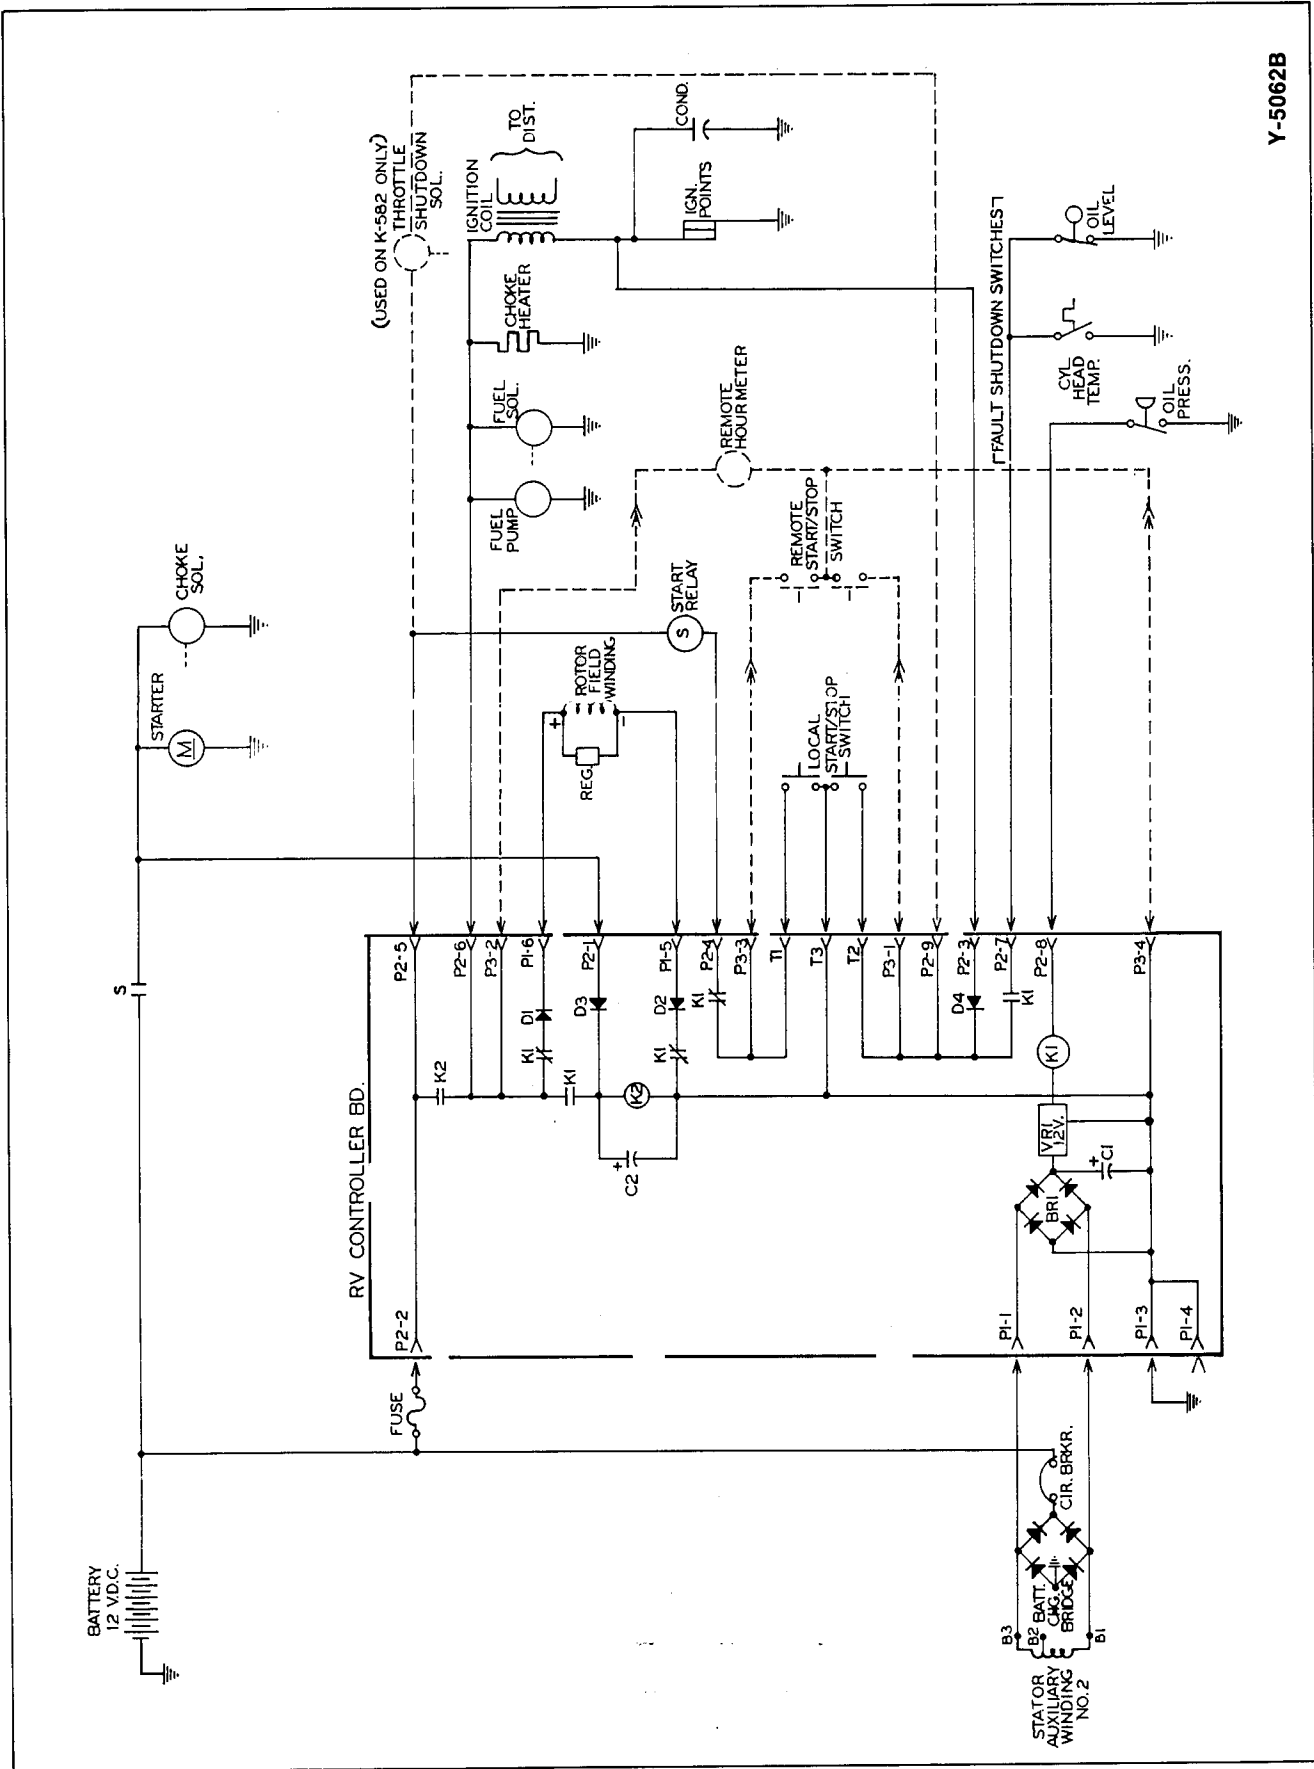 BATTERY
12 V.D.C.
S
STARTER
M
CHOKE
SOL.
RV CONTROLLER BD.
FUSE
P2-2
P2-5
K2
P2-6
P3-2
P1-6
D1
K1
K1
P2-1
D3
K2
+
C2
P1-5
D2
K1
P2-4
K1
P3-3
T1
T3
T2
P3-1
P2-9
P2-3
D4
P2-7
K1
P2-8
K1
VR1
12V.
BR1
+
C1
P3-4
P1-1
P1-2
P1-3
P1-4
CIR. BRKR.
BATT.
CHG.
BRIDGE
B3
B2
B1
STATOR
AUXILIARY
WINDING
NO.2
(USED ON K-582 ONLY)
THROTTLE
SHUTDOWN
SOL.
IGNITION
COIL
TO
DIST.
COND.
IGN.
POINTS
CHOKE
HEATER
FUEL
SOL.
FUEL
PUMP
REMOTE
HOURMETER
START
RELAY
S
+
ROTOR
FIELD
WINDING
−
REG.
REMOTE
START/STOP
SWITCH
LOCAL
START/STOP
SWITCH
FAULT SHUTDOWN SWITCHES
OIL
LEVEL
CYL
HEAD
TEMP.
OIL
PRESS.
Y-5062B